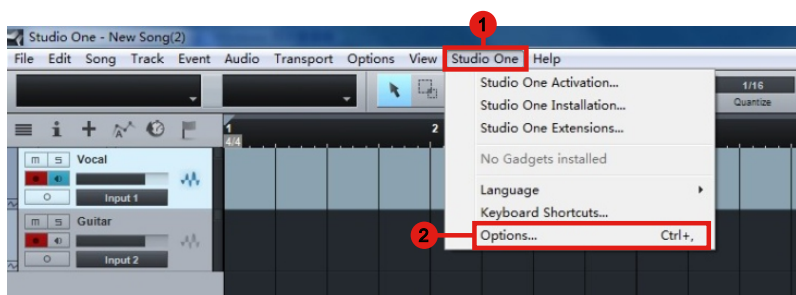 1
Studio One - New Song(2)
File Edit Song Track Event Audio Transport Options View Studio One Help
Studio One Activation...
Studio One Installation...
Studio One Extensions...
No Gadgets installed
Language
Keyboard Shortcuts...
2 Options... Ctrl+,
1/16
Quantize
1 2
4/4
m S Vocal
Input 1
m S Guitar
Input 2